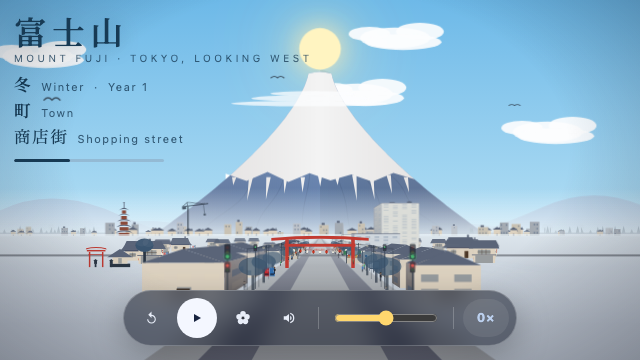 富士山
MOUNT FUJI · TOKYO, LOOKING WEST
冬 Winter · Year 1
町 Town
商店街 Shopping street
0×